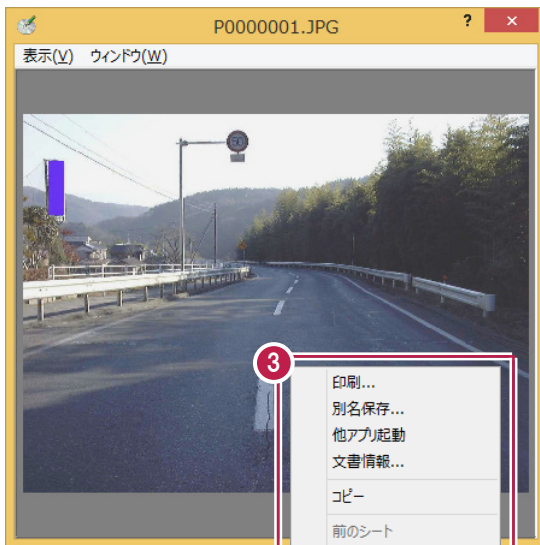 P0000001.JPG
?
×
表示(V) ウィンドウ(W)
3
印刷...
別名保存...
他アプリ起動
文書情報...
コピー
前のシート